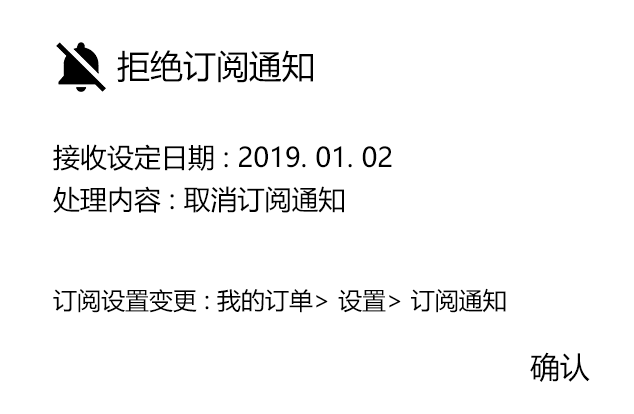 拒绝订阅通知
接收设定日期 : 2019. 01. 02
处理内容 : 取消订阅通知
订阅设置变更 : 我的订单> 设置> 订阅通知
确认